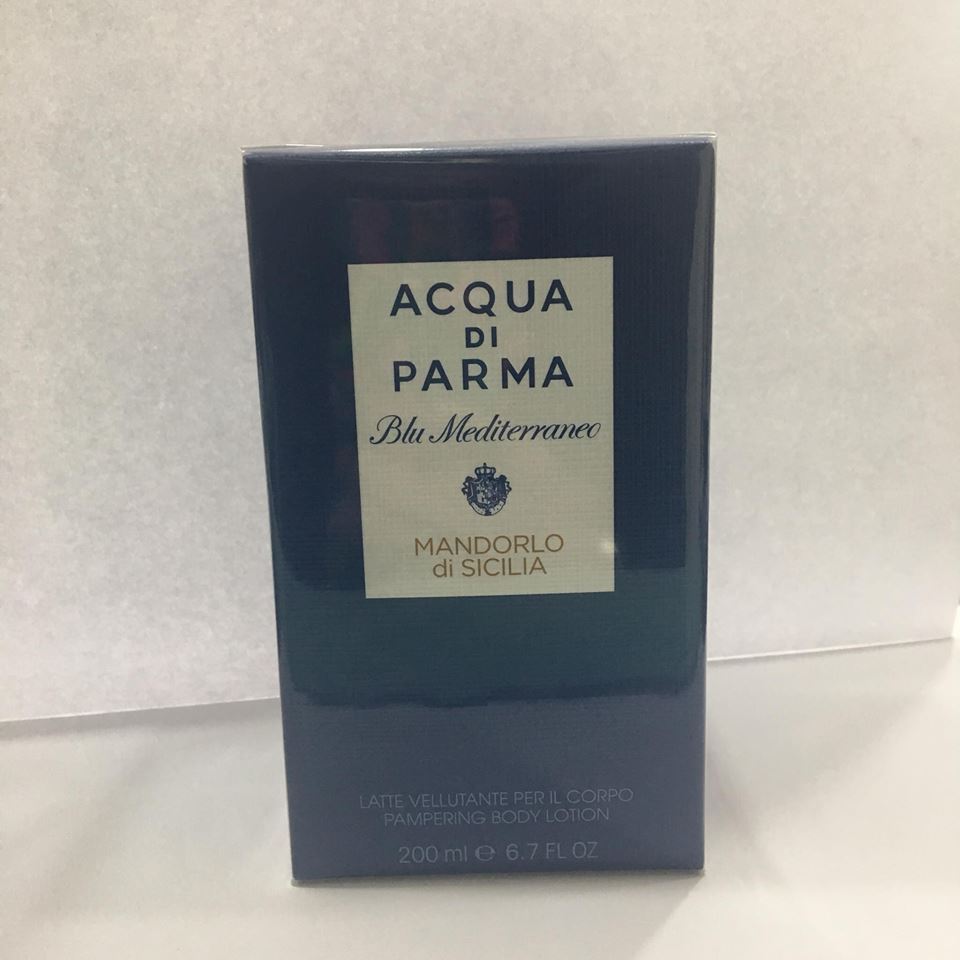 ACQUA
DI
PARMA
Blu Mediterraneo
MANDORLO
di SICILIA
LATTE VELLUTANTE PER IL CORPO
PAMPERING BODY LOTION
200 ml ℮ 6.7 FL OZ